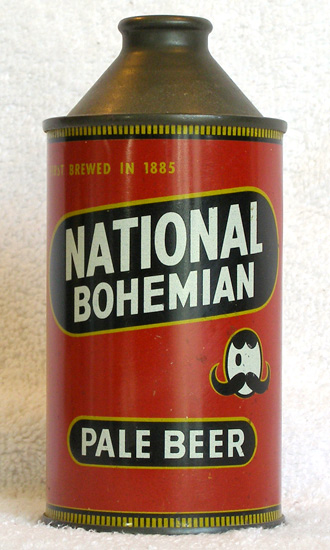 BREWED IN 1885
NATIONAL
BOHEMIAN
PALE BEER